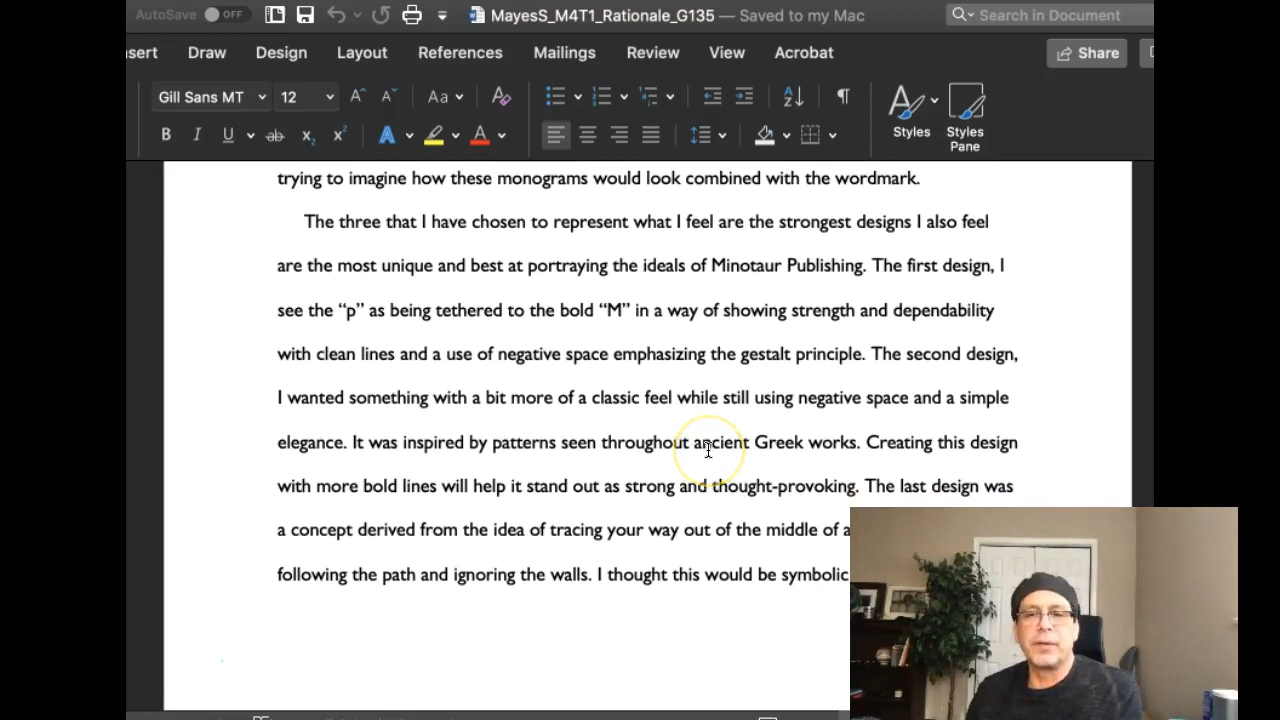 AutoSave OFF MayesS_M4T1_Rationale_G135 — Saved to my Mac Search in Document
sert Draw Design Layout References Mailings Review View Acrobat Share
Gill Sans MT 12 Aa
Styles Styles Pane
trying to imagine how these monograms would look combined with the wordmark.
The three that I have chosen to represent what I feel are the strongest designs I also feel
are the most unique and best at portraying the ideals of Minotaur Publishing. The first design, I
see the “p” as being tethered to the bold “M” in a way of showing strength and dependability
with clean lines and a use of negative space emphasizing the gestalt principle. The second design,
I wanted something with a bit more of a classic feel while still using negative space and a simple
elegance. It was inspired by patterns seen throughout ancient Greek works. Creating this design
with more bold lines will help it stand out as strong and thought-provoking. The last design was
a concept derived from the idea of tracing your way out of the middle of a
following the path and ignoring the walls. I thought this would be symbolic